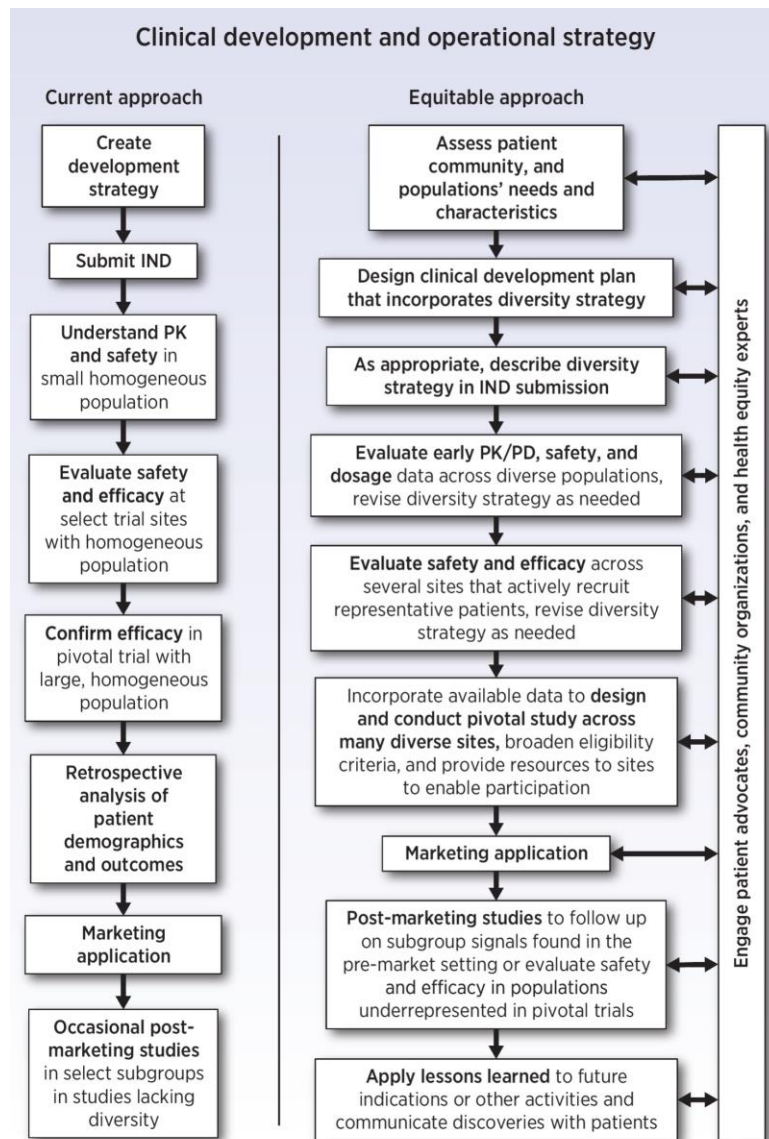 Clinical development and operational strategy
Current approach
Create
development
strategy
Submit IND
Understand PK
and safety in
small homogeneous
population
Evaluate safety
and efficacy at
select trial sites
with homogeneous
population
Confirm efficacy in
pivotal trial with
large, homogeneous
population
Retrospective
analysis of
patient
demographics
and outcomes
Marketing
application
Occasional post-
marketing studies
in select subgroups
in studies lacking
diversity
Equitable approach
Assess patient
community, and
populations’ needs and
characteristics
Design clinical development plan
that incorporates diversity strategy
As appropriate, describe diversity
strategy in IND submission
Evaluate early PK/PD, safety, and
dosage data across diverse populations,
revise diversity strategy as needed
Evaluate safety and efficacy across
several sites that actively recruit
representative patients, revise diversity
strategy as needed
Incorporate available data to design
and conduct pivotal study across
many diverse sites, broaden eligibility
criteria, and provide resources to sites
to enable participation
Marketing application
Post-marketing studies to follow up
on subgroup signals found in the
pre-market setting or evaluate safety
and efficacy in populations
underrepresented in pivotal trials
Apply lessons learned to future
indications or other activities and
communicate discoveries with patients
Engage patient advocates, community organizations, and health equity experts